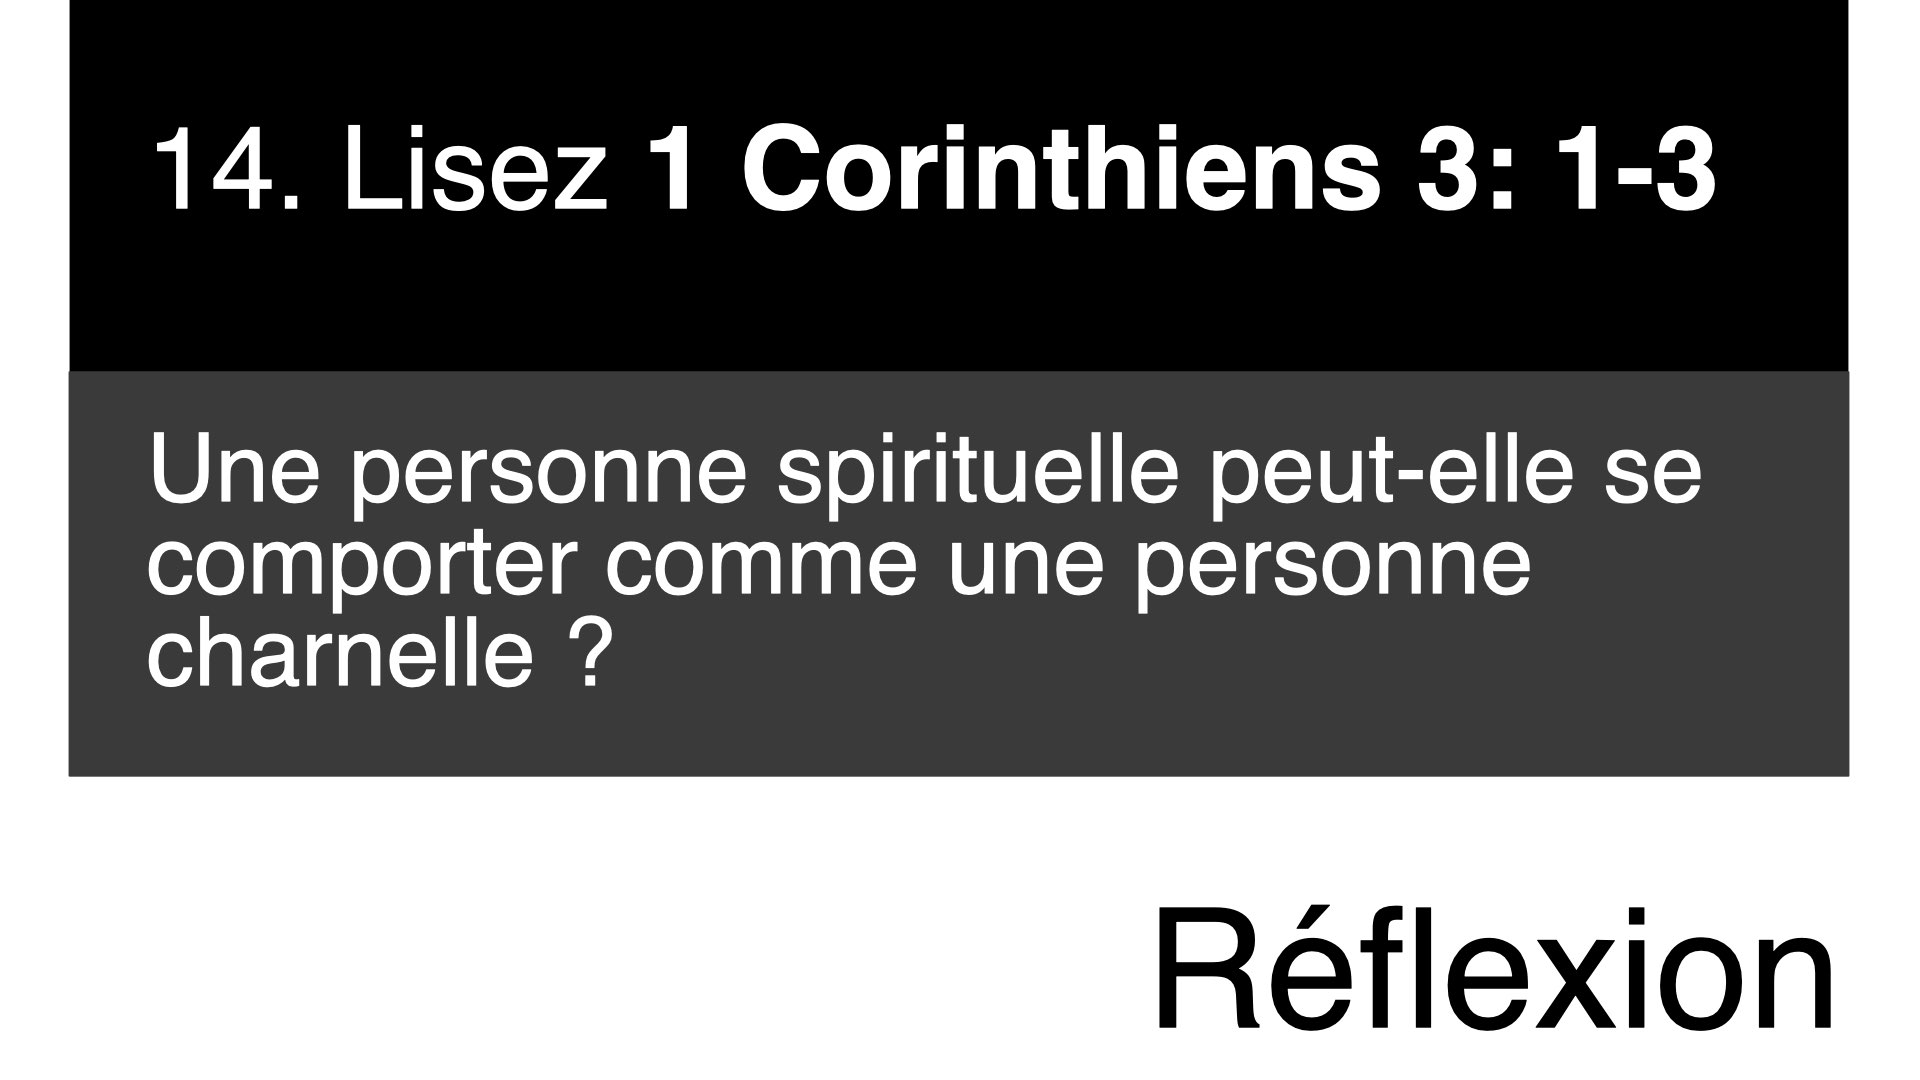 14. Lisez 1 Corinthiens 3: 1-3
Une personne spirituelle peut-elle se
comporter comme une personne
charnelle ?
Réflexion